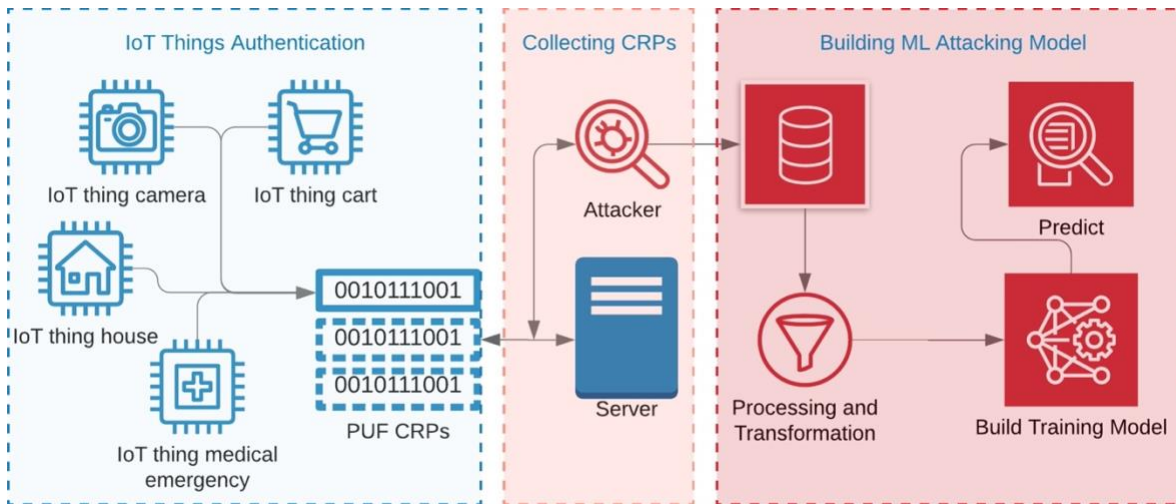 IoT Things Authentication
IoT thing camera
IoT thing cart
IoT thing house
IoT thing medical
emergency
0010111001
0010111001
0010111001
PUF CRPs
Collecting CRPs
Attacker
Server
Building ML Attacking Model
Predict
Processing and
Transformation
Build Training Model